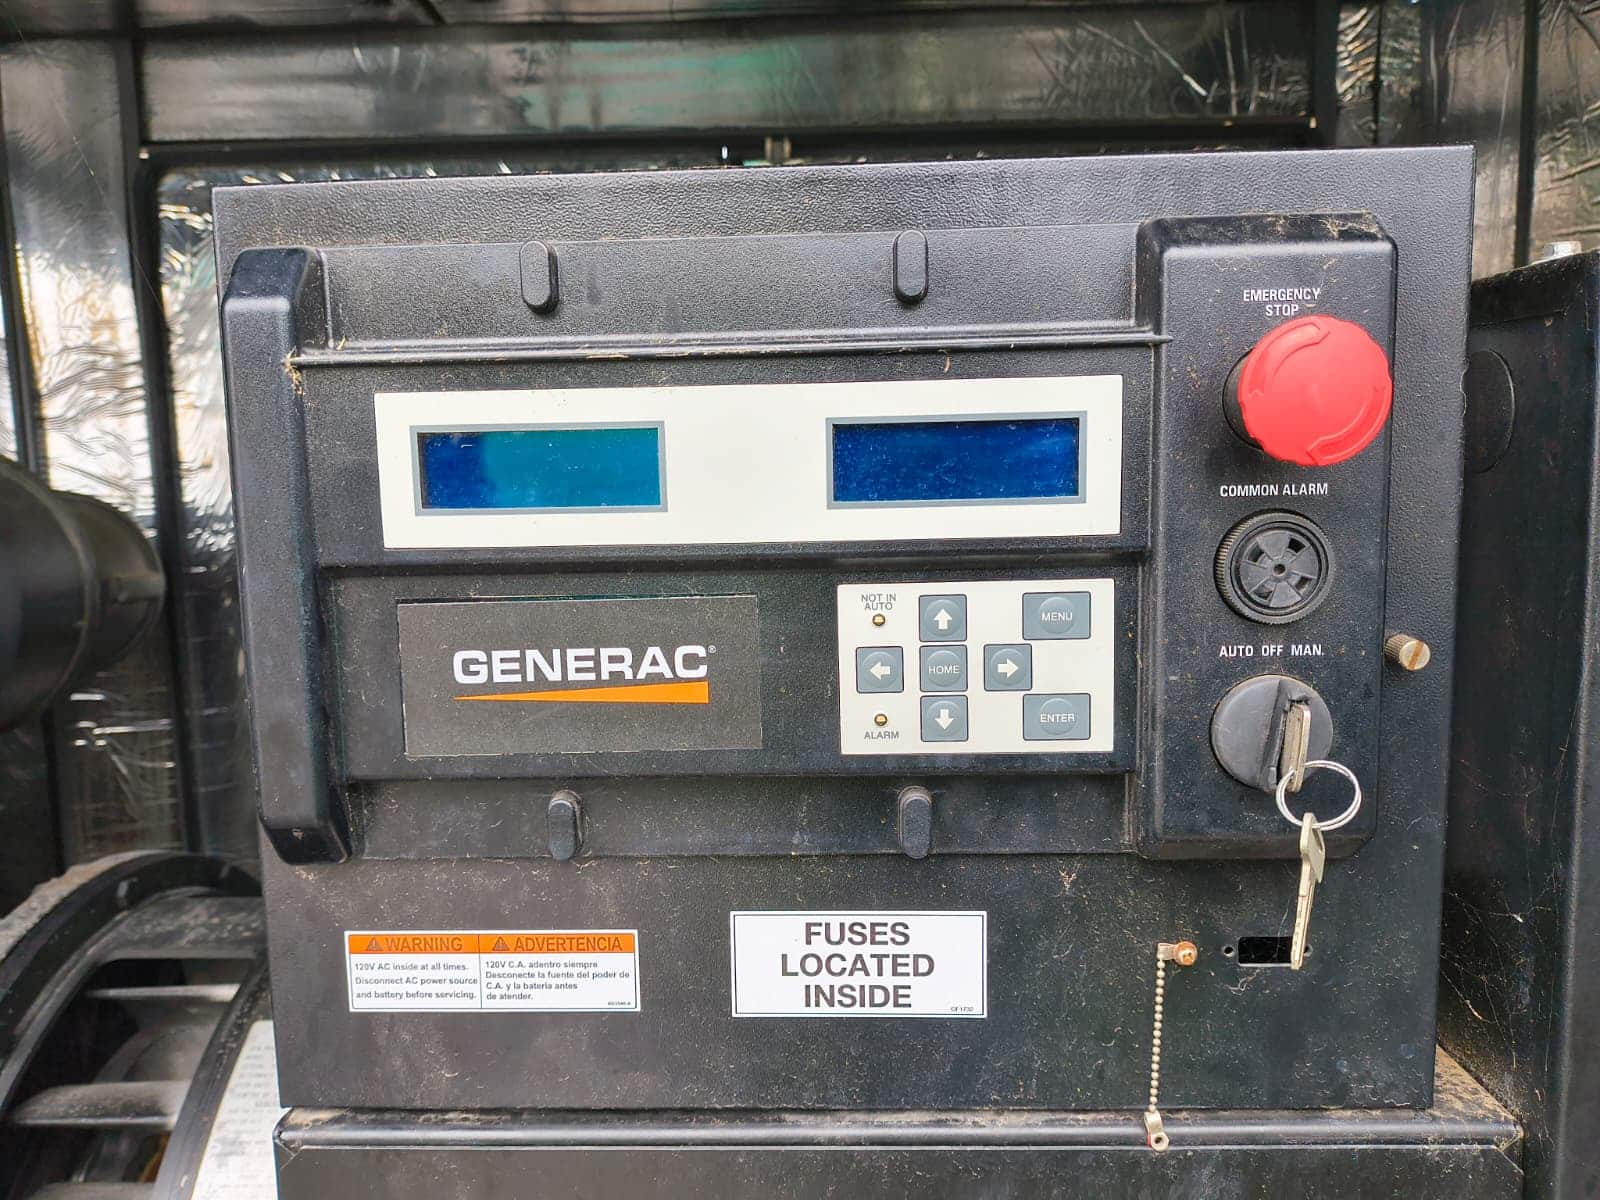 EMERGENCY
STOP
COMMON ALARM
AUTO OFF MAN.
GENERAC®
NOT IN
AUTO
MENU
HOME
ENTER
ALARM
WARNING
120V AC inside at all times.
Disconnect AC power source
and battery before servicing.
ADVERTENCIA
120V C.A. adentro siempre
Desconecte la fuente del poder de
C.A. y la bateria antes
de atender.
FUSES
LOCATED
INSIDE